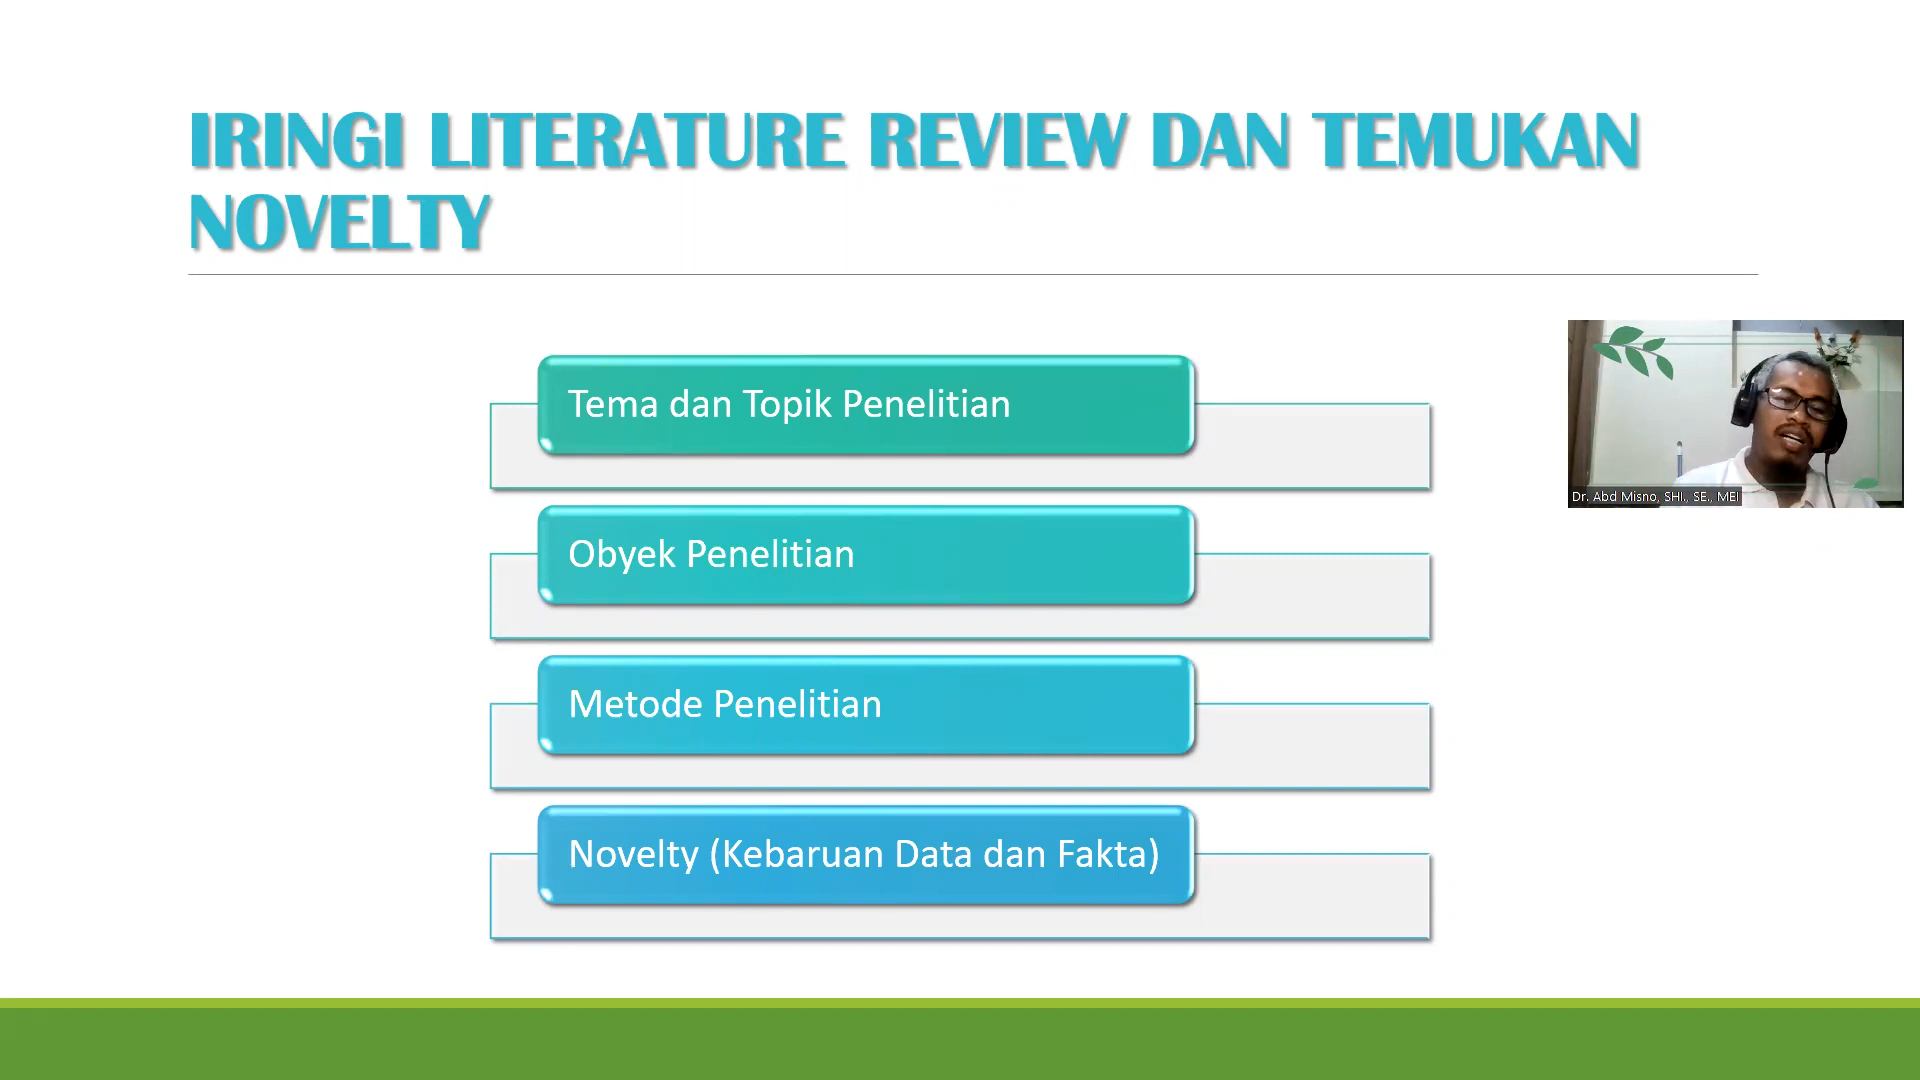 IRINGI LITERATURE REVIEW DAN TEMUKAN
NOVELTY
Tema dan Topik Penelitian
Obyek Penelitian
Metode Penelitian
Novelty (Kebaruan Data dan Fakta)
Dr. Abd Misno, SHI., SE., MEI